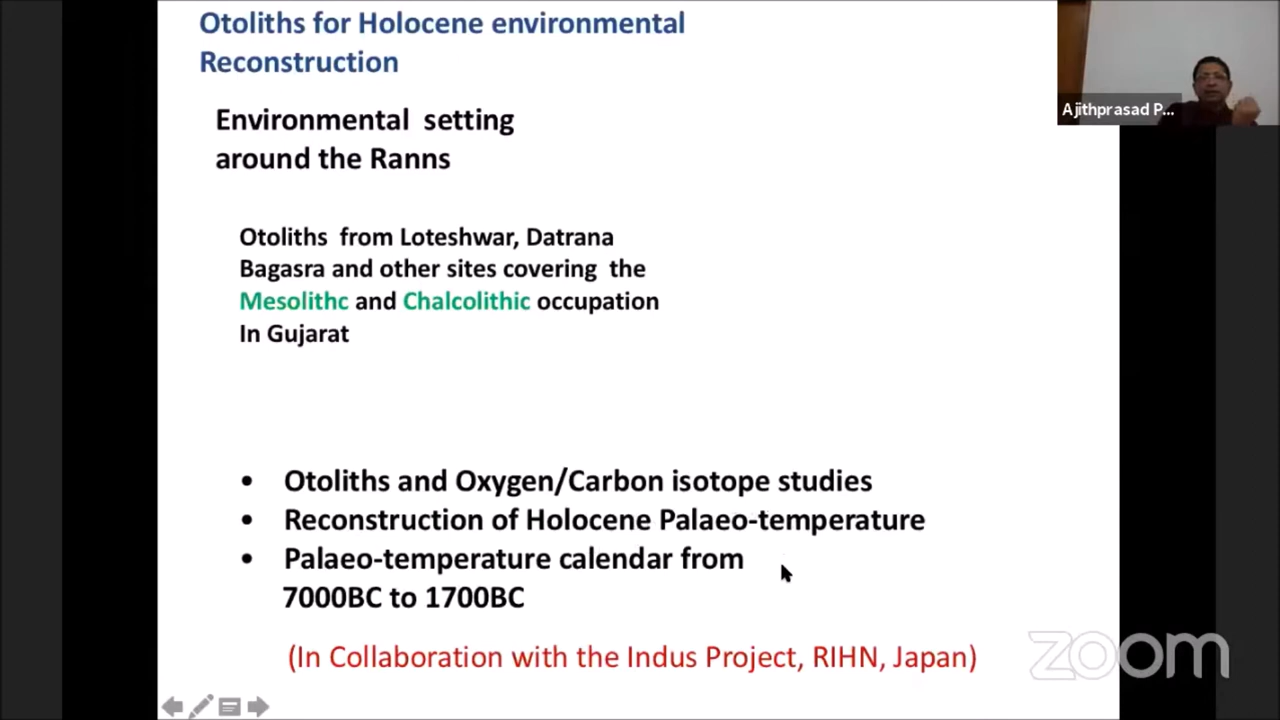 Otoliths for Holocene environmental
Reconstruction
Ajithprasad P...
Environmental setting
around the Ranns
Otoliths from Loteshwar, Datrana
Bagasra and other sites covering the
Mesolithc and Chalcolithic occupation
In Gujarat
• Otoliths and Oxygen/Carbon isotope studies
• Reconstruction of Holocene Palaeo-temperature
• Palaeo-temperature calendar from
7000BC to 1700BC
(In Collaboration with the Indus Project, RIHN, Japan)
zoom